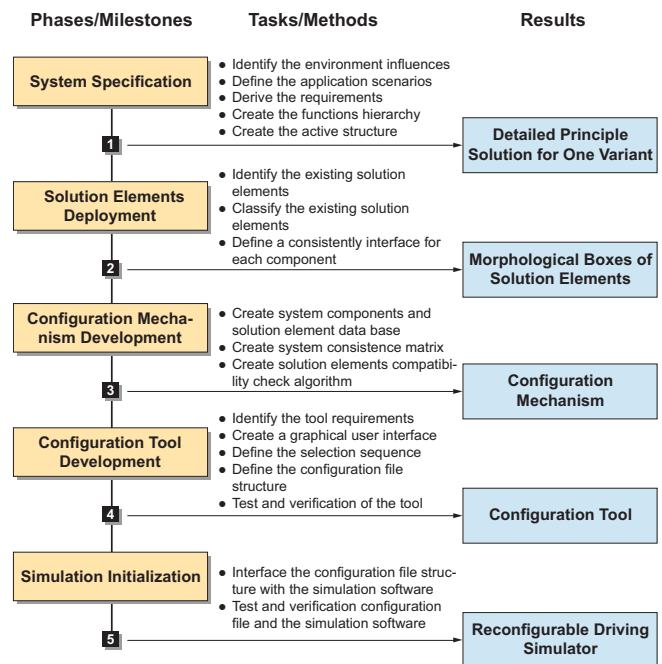 Phases/Milestones
Tasks/Methods
Results
System Specification
● Identify the environment influences
● Define the application scenarios
● Derive the requirements
● Create the functions hierarchy
● Create the active structure
1
Detailed Principle
Solution for One Variant
Solution Elements
Deployment
● Identify the existing solution
elements
● Classify the existing solution
elements
● Define a consistently interface for
each component
2
Morphological Boxes of
Solution Elements
Configuration Mecha-
nism Development
● Create system components and
solution element data base
● Create system consistence matrix
● Create solution elements compatibi-
lity check algorithm
3
Configuration
Mechanism
Configuration Tool
Development
● Identify the tool requirements
● Create a graphical user interface
● Define the selection sequence
● Define the configuration file
structure
● Test and verification of the tool
4
Configuration Tool
Simulation Initialization
● Interface the configuration file struc-
ture with the simulation software
● Test and verification configuration
file and the simulation software
5
Reconfigurable Driving
Simulator